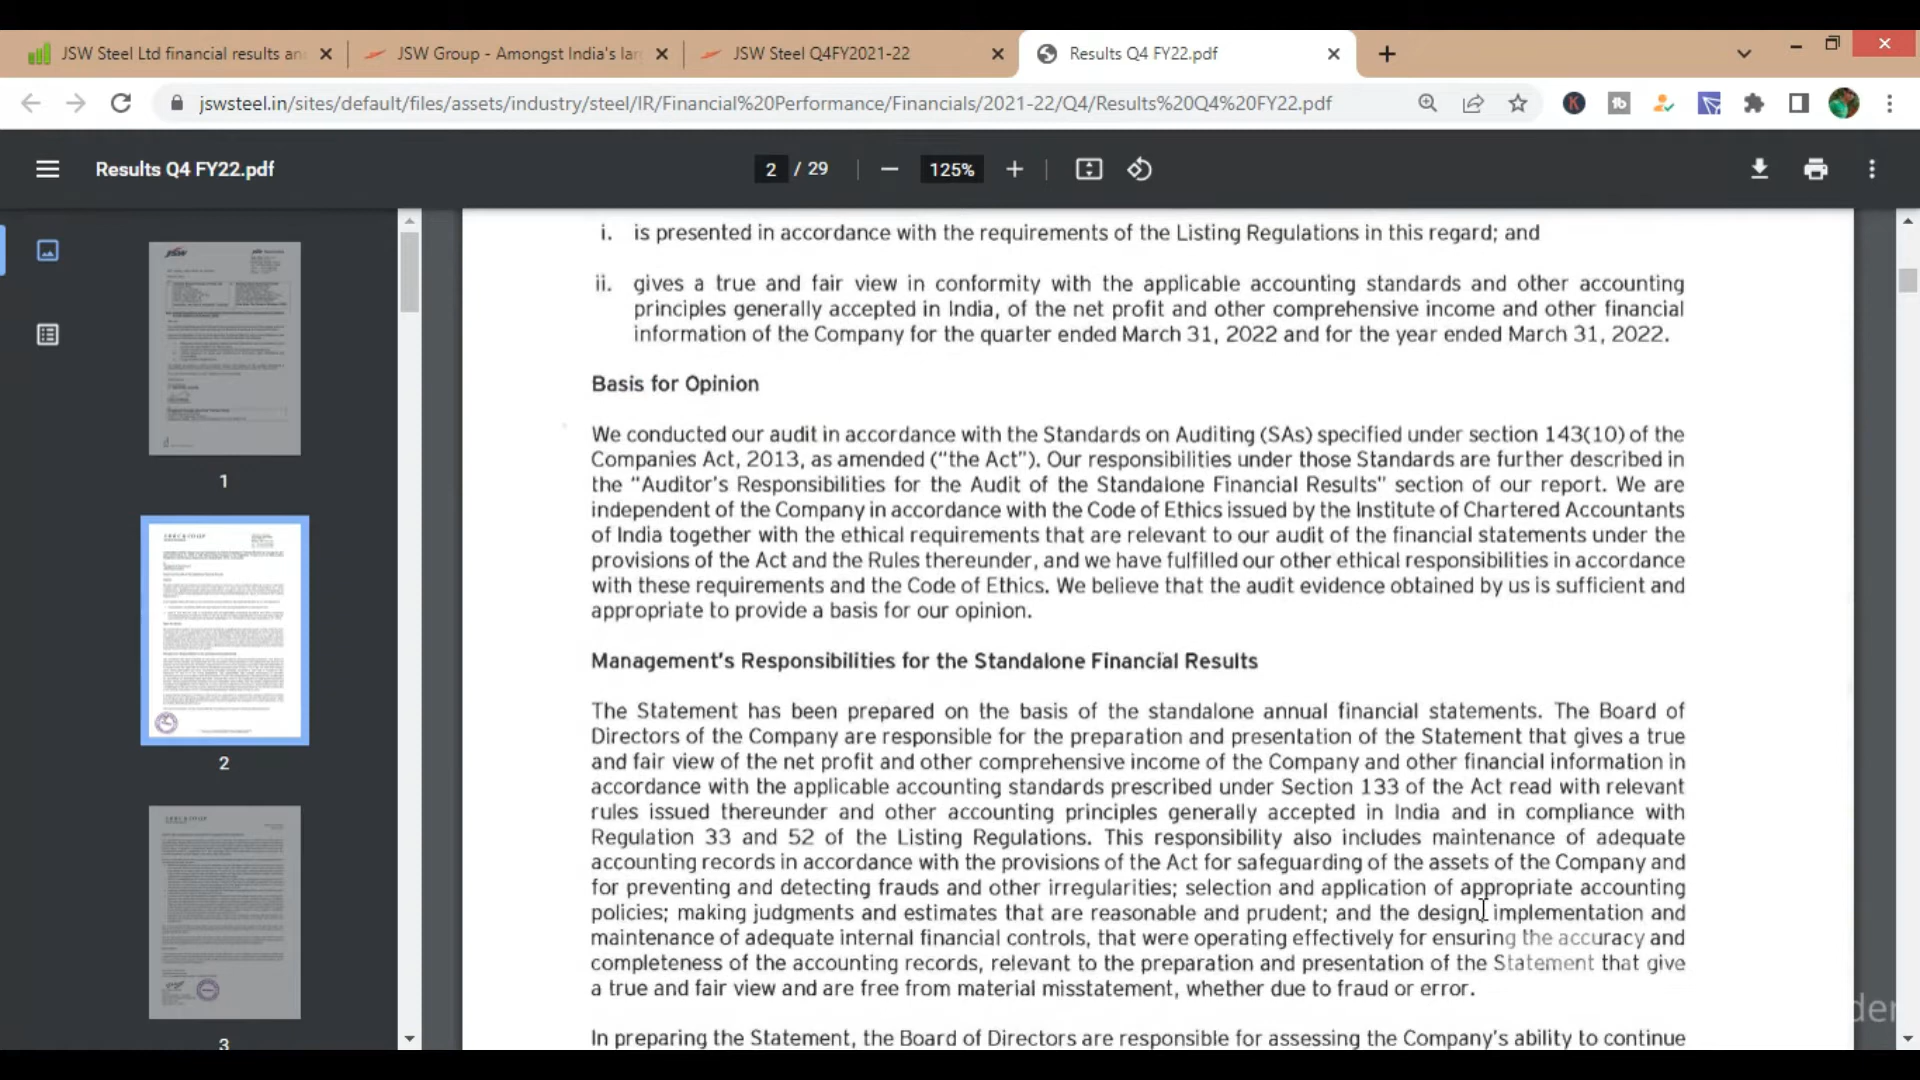 JSW Steel Ltd financial results an
JSW Group - Amongst India's lar
JSW Steel Q4FY2021-22
Results Q4 FY22.pdf
jswsteel.in/sites/default/files/assets/industry/steel/IR/Financial%20Performance/Financials/2021-22/Q4/Results%20Q4%20FY22.pdf
Results Q4 FY22.pdf
2 / 29
125%
1
2
3
i. is presented in accordance with the requirements of the Listing Regulations in this regard; and
ii. gives a true and fair view in conformity with the applicable accounting standards and other accounting
principles generally accepted in India, of the net profit and other comprehensive income and other financial
information of the Company for the quarter ended March 31, 2022 and for the year ended March 31, 2022.
Basis for Opinion
We conducted our audit in accordance with the Standards on Auditing (SAs) specified under section 143(10) of the
Companies Act, 2013, as amended (“the Act”). Our responsibilities under those Standards are further described in
the “Auditor’s Responsibilities for the Audit of the Standalone Financial Results” section of our report. We are
independent of the Company in accordance with the Code of Ethics issued by the Institute of Chartered Accountants
of India together with the ethical requirements that are relevant to our audit of the financial statements under the
provisions of the Act and the Rules thereunder, and we have fulfilled our other ethical responsibilities in accordance
with these requirements and the Code of Ethics. We believe that the audit evidence obtained by us is sufficient and
appropriate to provide a basis for our opinion.
Management’s Responsibilities for the Standalone Financial Results
The Statement has been prepared on the basis of the standalone annual financial statements. The Board of
Directors of the Company are responsible for the preparation and presentation of the Statement that gives a true
and fair view of the net profit and other comprehensive income of the Company and other financial information in
accordance with the applicable accounting standards prescribed under Section 133 of the Act read with relevant
rules issued thereunder and other accounting principles generally accepted in India and in compliance with
Regulation 33 and 52 of the Listing Regulations. This responsibility also includes maintenance of adequate
accounting records in accordance with the provisions of the Act for safeguarding of the assets of the Company and
for preventing and detecting frauds and other irregularities; selection and application of appropriate accounting
policies; making judgments and estimates that are reasonable and prudent; and the design, implementation and
maintenance of adequate internal financial controls, that were operating effectively for ensuring the accuracy and
completeness of the accounting records, relevant to the preparation and presentation of the Statement that give
a true and fair view and are free from material misstatement, whether due to fraud or error.
In preparing the Statement, the Board of Directors are responsible for assessing the Company’s ability to continue
der